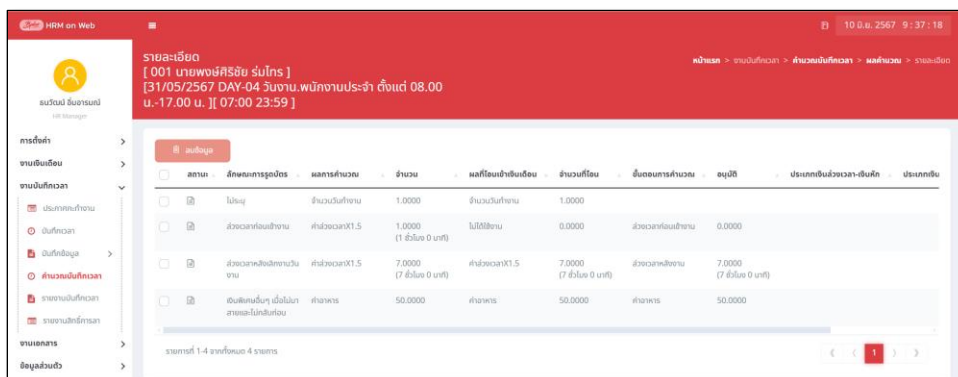 HRM on Web
10 มิ.ย. 2567 9 : 37 : 18
รายละเอียด
[ 001 นายพงษ์ศิริชัย ร่มไทร ]
[31/05/2567 DAY-04 วันงาน.พนักงานประจำ ตั้งแต่ 08.00
น.-17.00 น. ][ 07:00 23:59 ]
หน้าแรก > งานบันทึกเวลา > คำนวณบันทึกเวลา > ผลคำนวณ > รายละเอียด
ธนวัฒน์ อิ่มอารมณ์
HR Manager
การตั้งค่า
งานเงินเดือน
งานบันทึกเวลา
ประกาศกะทำงาน
บันทึกเวลา
บันทึกข้อมูล
คำนวณบันทึกเวลา
รายงานบันทึกเวลา
รายงานสิทธิ์การลา
งานเอกสาร
ข้อมูลส่วนตัว
ลบข้อมูล
สถานะ ลักษณะการรูดบัตร ผลการคำนวณ จำนวน ผลที่โอนเข้าเงินเดือน จำนวนที่โอน ขั้นตอนการคำนวณ อนุมัติ ประเภทเงินล่วงเวลา-เงินหัก ประเภทเงิน
ไม่ระบุ จำนวนวันทำงาน 1.0000 จำนวนวันทำงาน 1.0000
ล่วงเวลาก่อนเข้างาน ค่าล่วงเวลาX1.5 1.0000 ไม่ได้ใช้งาน 0.0000 ล่วงเวลาก่อนเข้างาน 0.0000
(1 ชั่วโมง 0 นาที)
ล่วงเวลาหลังเลิกงานวัน ค่าล่วงเวลาX1.5 7.0000 ค่าล่วงเวลาX1.5 7.0000 ล่วงเวลาหลังงาน 7.0000
งาน (7 ชั่วโมง 0 นาที) (7 ชั่วโมง 0 นาที) (7 ชั่วโมง 0 นาที)
เงินพิเศษอื่นๆ เมื่อไม่มา ค่าอาหาร 50.0000 ค่าอาหาร 50.0000 ค่าอาหาร 50.0000
สายและไม่กลับก่อน
รายการที่ 1-4 จากทั้งหมด 4 รายการ
1